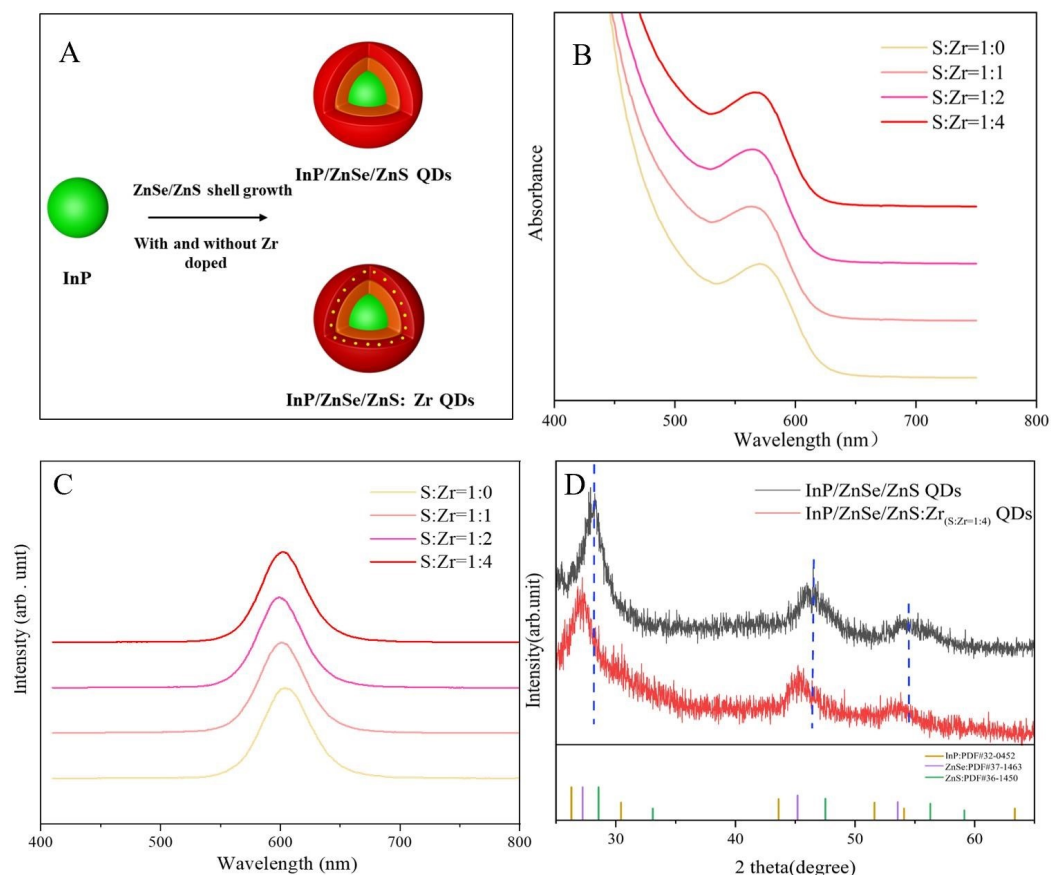 A
InP/ZnSe/ZnS QDs
ZnSe/ZnS shell growth
With and without Zr
doped
InP
InP/ZnSe/ZnS: Zr QDs
B
S:Zr=1:0
S:Zr=1:1
S:Zr=1:2
S:Zr=1:4
Absorbance
400
500
600
700
800
Wavelength (nm）
C
S:Zr=1:0
S:Zr=1:1
S:Zr=1:2
S:Zr=1:4
Intensity (arb . unit)
400
500
600
700
800
Wavelength (nm)
D
InP/ZnSe/ZnS QDs
InP/ZnSe/ZnS:Zr(S:Zr=1:4) QDs
Intensity(arb.unit)
InP:PDF#32-0452
ZnSe:PDF#37-1463
ZnS:PDF#36-1450
30
40
50
60
2 theta(degree)